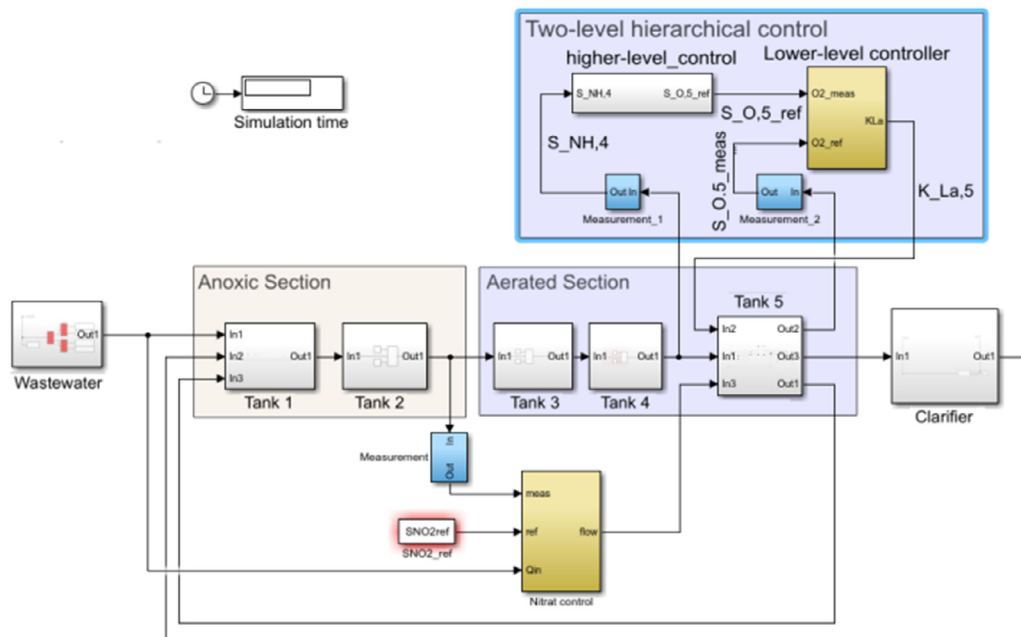 Two-level hierarchical control
higher-level_control
Lower-level controller
S_NH,4
S_O,5_ref
O2_meas
KLa
O2_ref
S_O,5_ref
S_NH,4
S_O.5_meas
K_La,5
Out In
Measurement_1
Out In
Measurement_2
Simulation time
Anoxic Section
Aerated Section
Out1
Wastewater
In1
In2
In3
Out1
Tank 1
In1
Out1
Tank 2
In1
Out1
Tank 3
In1
Out1
Tank 4
Tank 5
In2
In1
In3
Out2
Out3
Out1
In1
Out1
Clarifier
Measurement
In
Out
SNO2ref
SNO2_ref
meas
ref
Qin
flow
Nitrat control